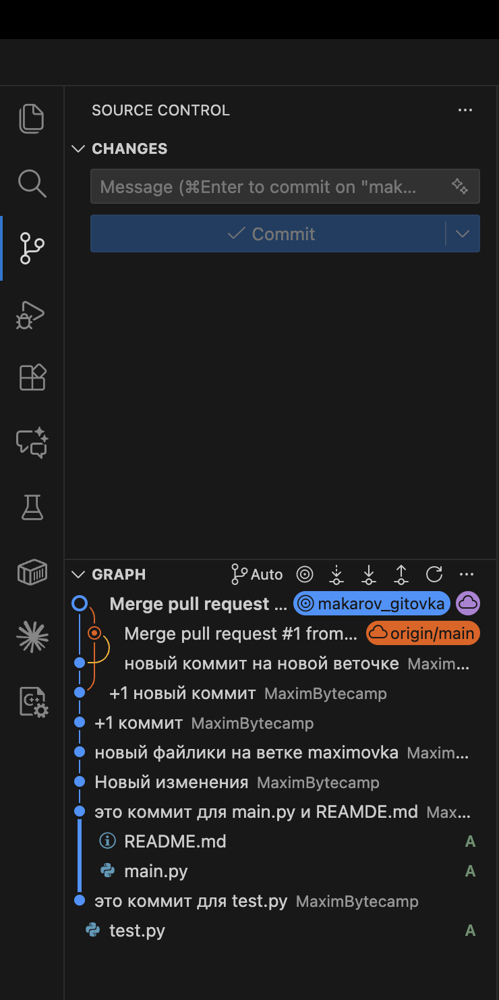 SOURCE CONTROL
CHANGES
Message (⌘Enter to commit on "mak...
Commit
GRAPH Auto
Merge pull request ... makarov_gitovka
Merge pull request #1 from... origin/main
новый коммит на новой веточке Maxim...
+1 новый коммит MaximBytecamp
+1 коммит MaximBytecamp
новый файлики на ветке maximovka Maxim...
Новый изменения MaximBytecamp
это коммит для main.py и REAMDE.md Max...
README.md A
main.py A
это коммит для test.py MaximBytecamp
test.py A